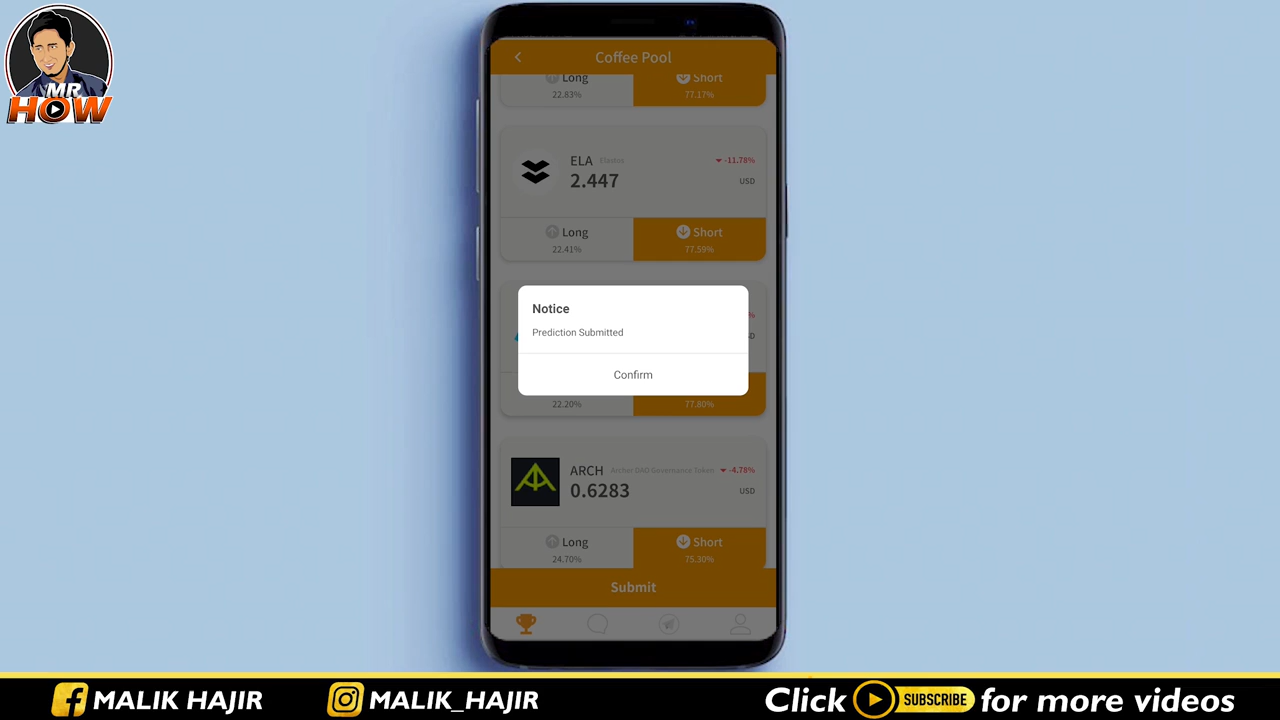 MR
HOW
Coffee Pool
Long
Short
22.83%
77.17%
ELA Elastos
-11.78%
2.447
USD
Long
Short
22.41%
77.59%
Notice
Prediction Submitted
Confirm
22.20%
77.80%
ARCH Archer DAO Governance Token
-4.78%
0.6283
USD
Long
Short
24.70%
75.30%
Submit
MALIK HAJIR
MALIK_HAJIR
Click SUBSCRIBE for more videos